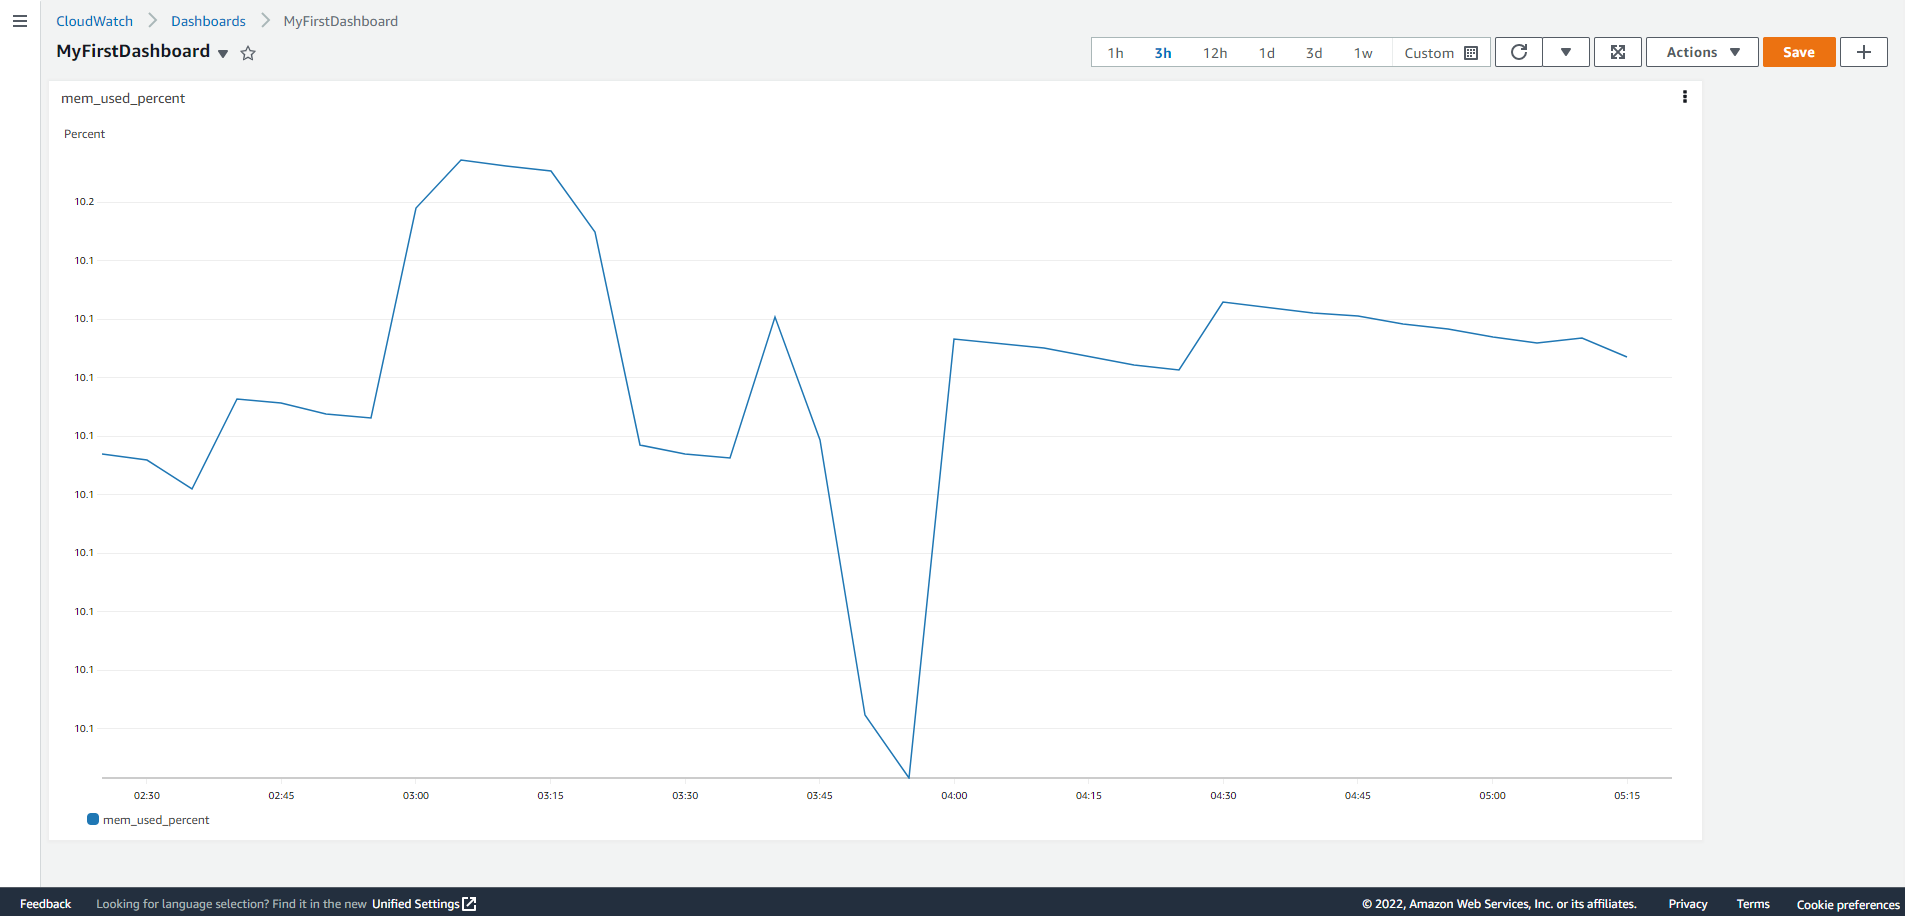 CloudWatch Dashboards MyFirstDashboard
MyFirstDashboard
1h 3h 12h 1d 3d 1w Custom Actions Save
mem_used_percent
Percent
10.2
10.1
10.1
10.1
10.1
10.1
10.1
10.1
10.1
10.1
02:30 02:45 03:00 03:15 03:30 03:45 04:00 04:15 04:30 04:45 05:00 05:15
mem_used_percent
Feedback Looking for language selection? Find it in the new Unified Settings © 2022, Amazon Web Services, Inc. or its affiliates. Privacy Terms Cookie preferences